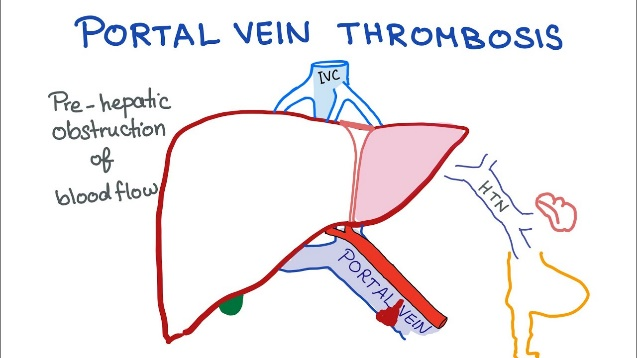 PORTAL VEIN THROMBOSIS
IVC
Pre-hepatic
obstruction
of
blood flow
HTN
PORTAL VEIN